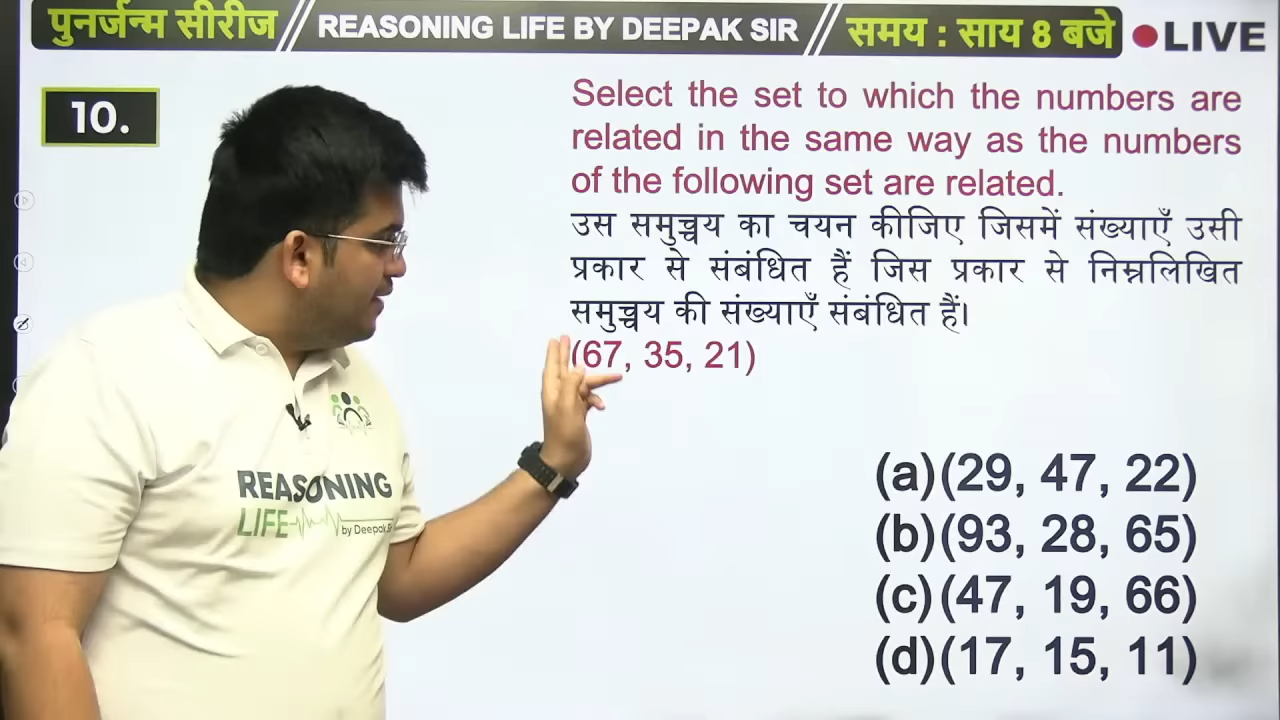 पुनर्जन्म सीरीज // REASONING LIFE BY DEEPAK SIR // समय : साय 8 बजे
LIVE
10.
Select the set to which the numbers are
related in the same way as the numbers
of the following set are related.
उस समुच्चय का चयन कीजिए जिसमें संख्याएँ उसी
प्रकार से संबंधित हैं जिस प्रकार से निम्नलिखित
समुच्चय की संख्याएँ संबंधित हैं।
(67, 35, 21)
(a)(29, 47, 22)
(b)(93, 28, 65)
(c)(47, 19, 66)
(d)(17, 15, 11)
REASONING
LIFE
by Deepak